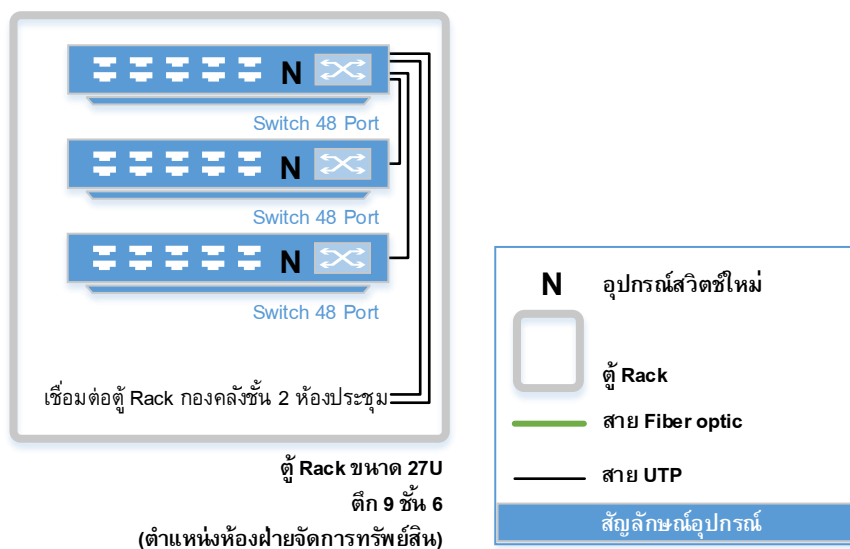 N
Switch 48 Port
N
Switch 48 Port
N
Switch 48 Port
เชื่อมต่อตู้ Rack กองคลังชั้น 2 ห้องประชุม
ตู้ Rack ขนาด 27U
ตึก 9 ชั้น 6
(ตำแหน่งห้องฝ่ายจัดการทรัพย์สิน)
N อุปกรณ์สวิตซ์ใหม่
ตู้ Rack
สาย Fiber optic
สาย UTP
สัญลักษณ์อุปกรณ์